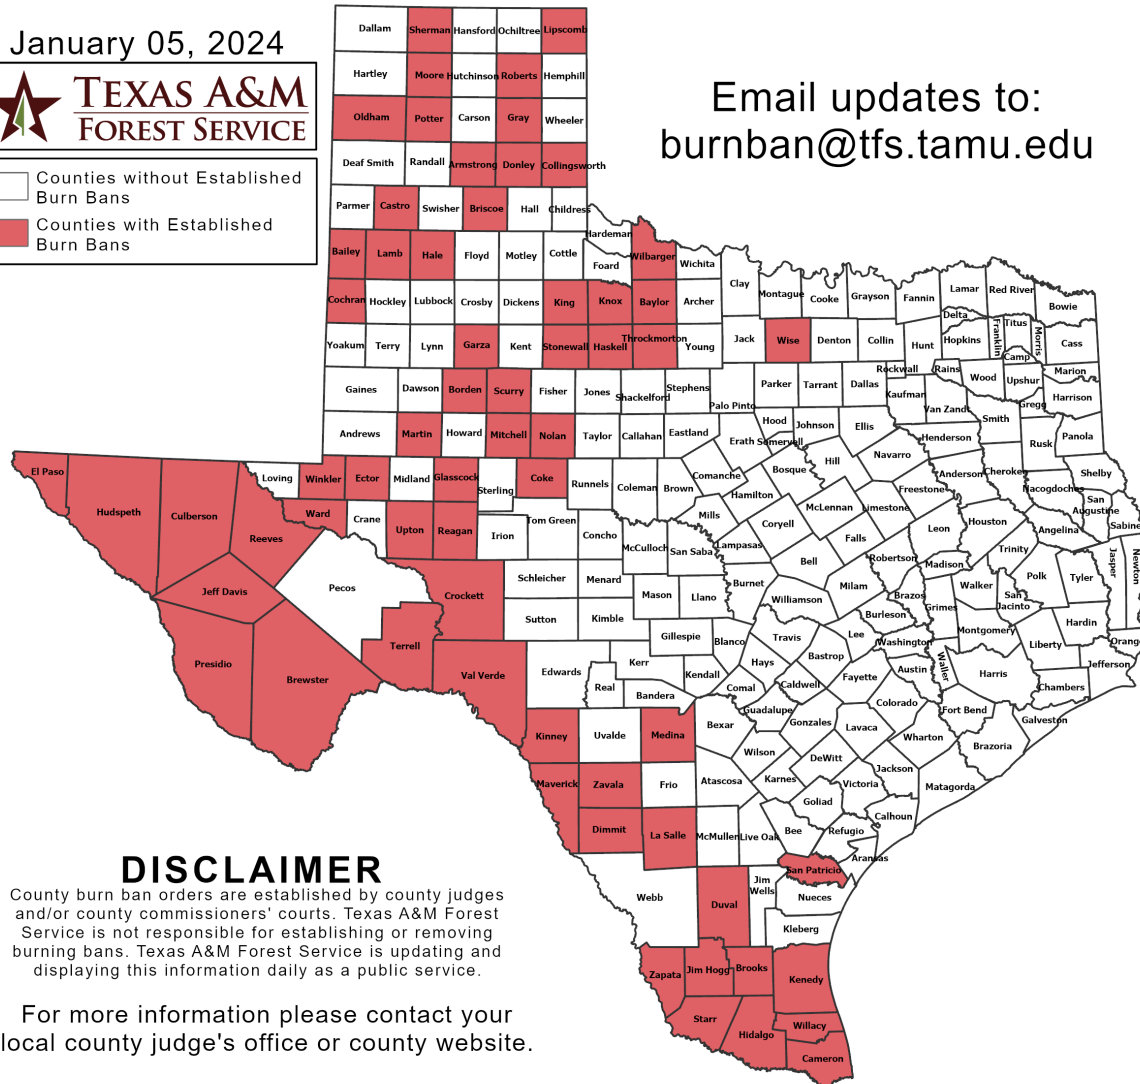 January 05, 2024
TEXAS A&M
FOREST SERVICE
Counties without Established
Burn Bans
Counties with Established
Burn Bans
Email updates to:
burnban@tfs.tamu.edu
Dallam Sherman Hansford Ochiltree Lipscomb
Hartley Moore Hutchinson Roberts Hemphill
Oldham Potter Carson Gray Wheeler
Deaf Smith Randall Armstrong Donley Collingsworth
Parmer Castro Swisher Briscoe Hall Childress
Hardeman
Bailey Lamb Hale Floyd Motley Cottle Foard Wilbarger Wichita
Clay Montague Cooke Grayson Fannin Lamar Red River Bowie
Cochran Hockley Lubbock Crosby Dickens King Knox Baylor Archer
Delta Titus Franklin Morris
Yoakum Terry Lynn Garza Kent Stonewall Haskell Throckmorton Young Jack Wise Denton Collin Hunt Hopkins Cass
Camp
Rockwall Rains Wood Upshur Marion
Gaines Dawson Borden Scurry Fisher Jones Shackelford Stephens Palo Pinto Parker Tarrant Dallas Kaufman Van Zandt Gregg Harrison
Smith
Andrews Martin Howard Mitchell Nolan Taylor Callahan Eastland Erath Hood Somervell Johnson Ellis Henderson Rusk Panola
El Paso Hudspeth Culberson Reeves Loving Winkler Ector Midland Glasscock Sterling Coke Runnels Coleman Brown Comanche Hamilton Bosque Hill Navarro Freestone Anderson Cherokee Nacogdoches Shelby
San
Augustine
Sabine
Ward Crane Upton Reagan Irion Tom Green Concho McCulloch San Saba Mills Lampasas Coryell McLennan Limestone Falls Leon Houston Angelina
Trinity
Jeff Davis Pecos Crockett Schleicher Menard Mason Llano Burnet Bell Milam Robertson Madison Walker Polk Tyler Jasper Newton
San
Jacinto
Sutton Kimble Williamson Brazos Burleson Grimes Montgomery Hardin
Presidio Brewster Terrell Val Verde Edwards Kerr Gillespie Blanco Travis Lee Washington Liberty Orange
Real Bandera Kendall Hays Bastrop Fayette Austin Waller Harris Jefferson
Comal Caldwell Colorado Chambers
Kinney Uvalde Medina Bexar Guadalupe Gonzales Lavaca Wharton Fort Bend Galveston
Brazoria
Wilson DeWitt Jackson Matagorda
Maverick Zavala Frio Atascosa Karnes Victoria Calhoun
Goliad
Dimmit La Salle McMullen Live Oak Bee Refugio Aransas
San Patricio
Webb Duval Jim
Wells
Nueces
Kleberg
Zapata Jim Hogg Brooks Kenedy
Starr Hidalgo Willacy
Cameron
DISCLAIMER
County burn ban orders are established by county judges
and/or county commissioners' courts. Texas A&M Forest
Service is not responsible for establishing or removing
burning bans. Texas A&M Forest Service is updating and
displaying this information daily as a public service.
For more information please contact your
local county judge's office or county website.